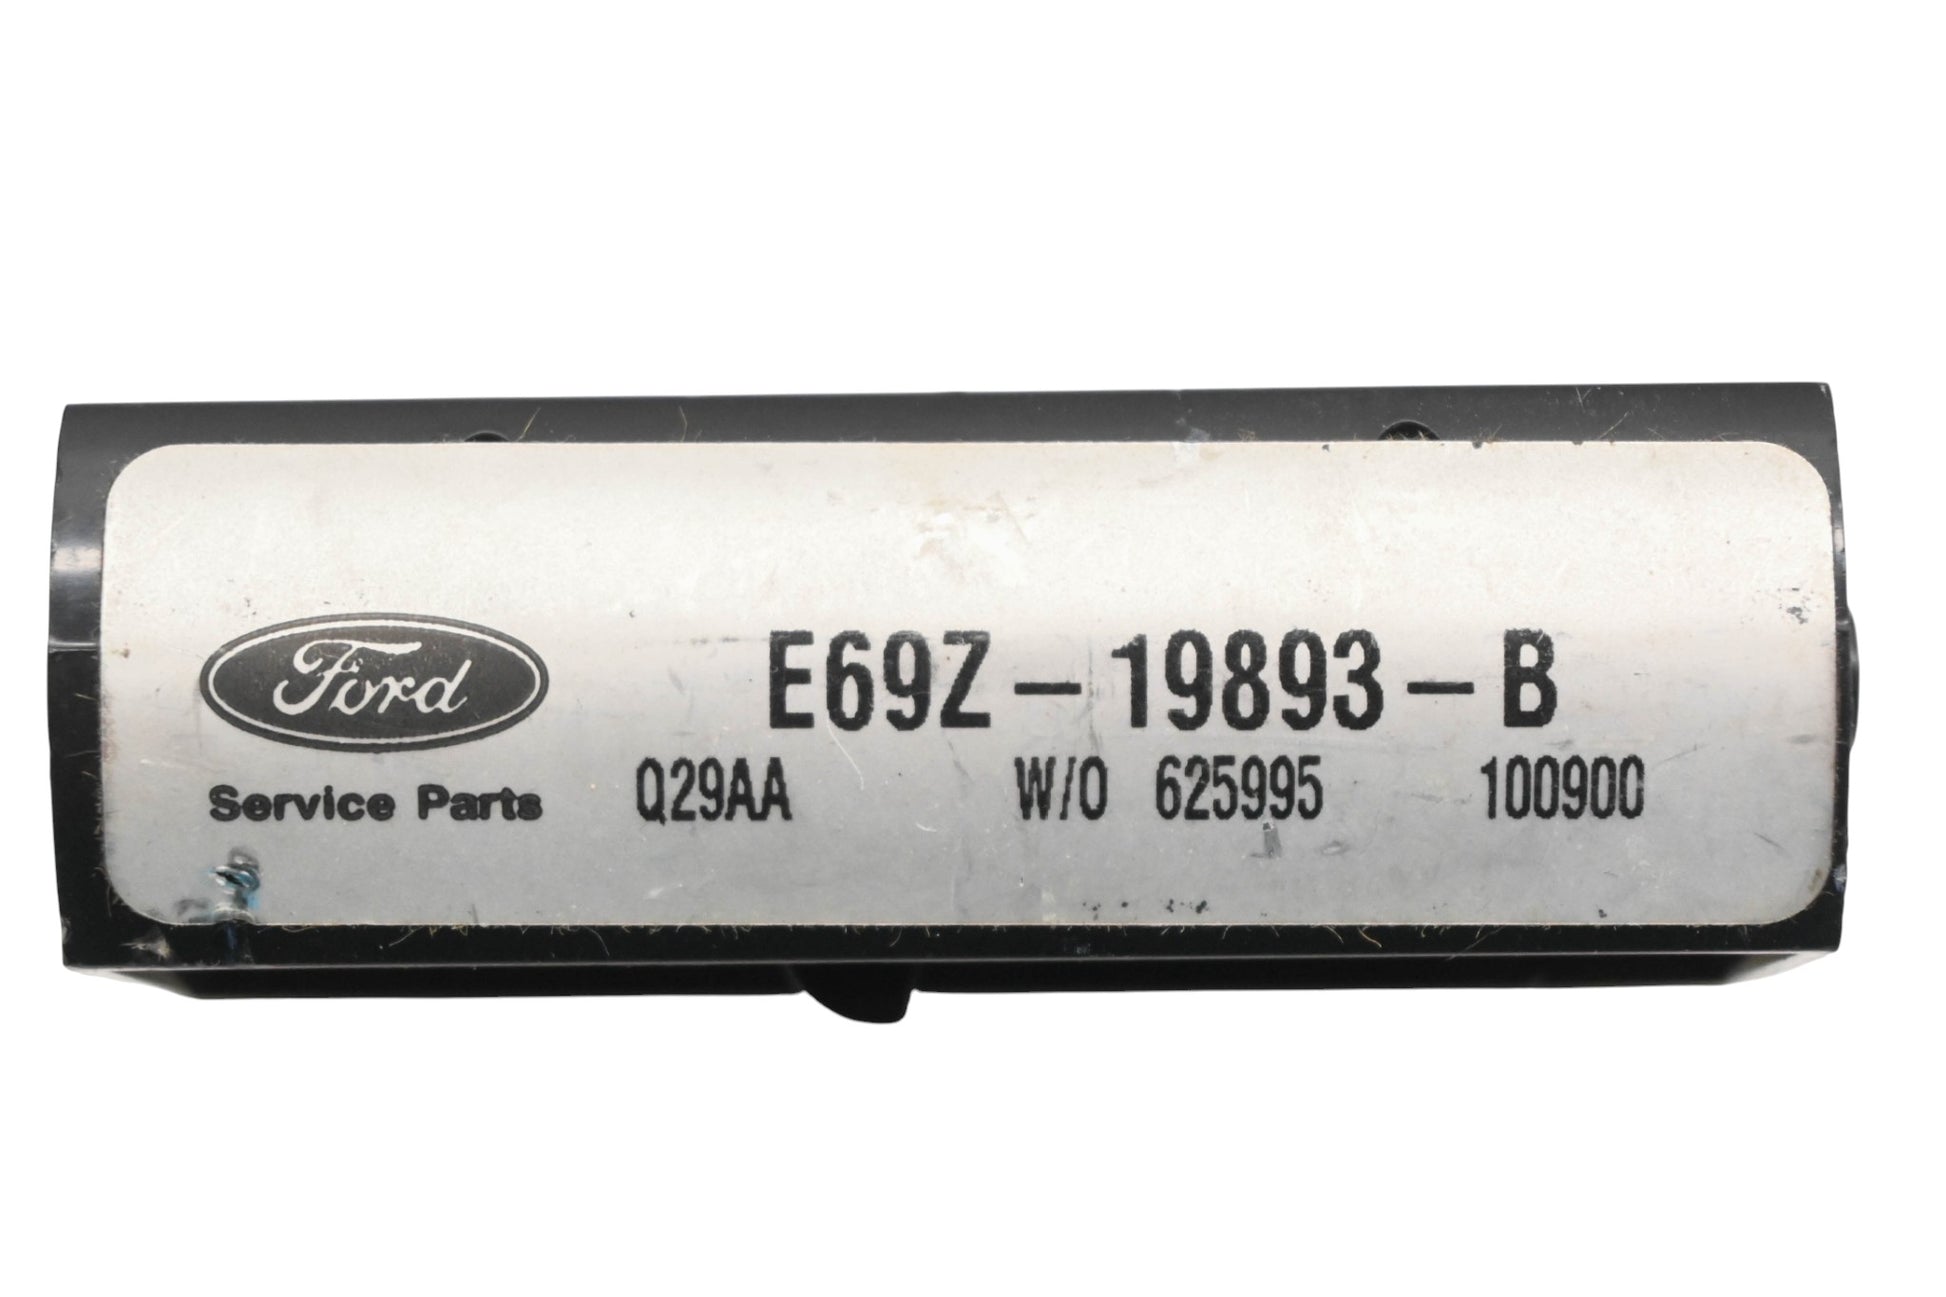 Ford
Service Parts
E69Z-19893-B
Q29AA W/O 625995 100900